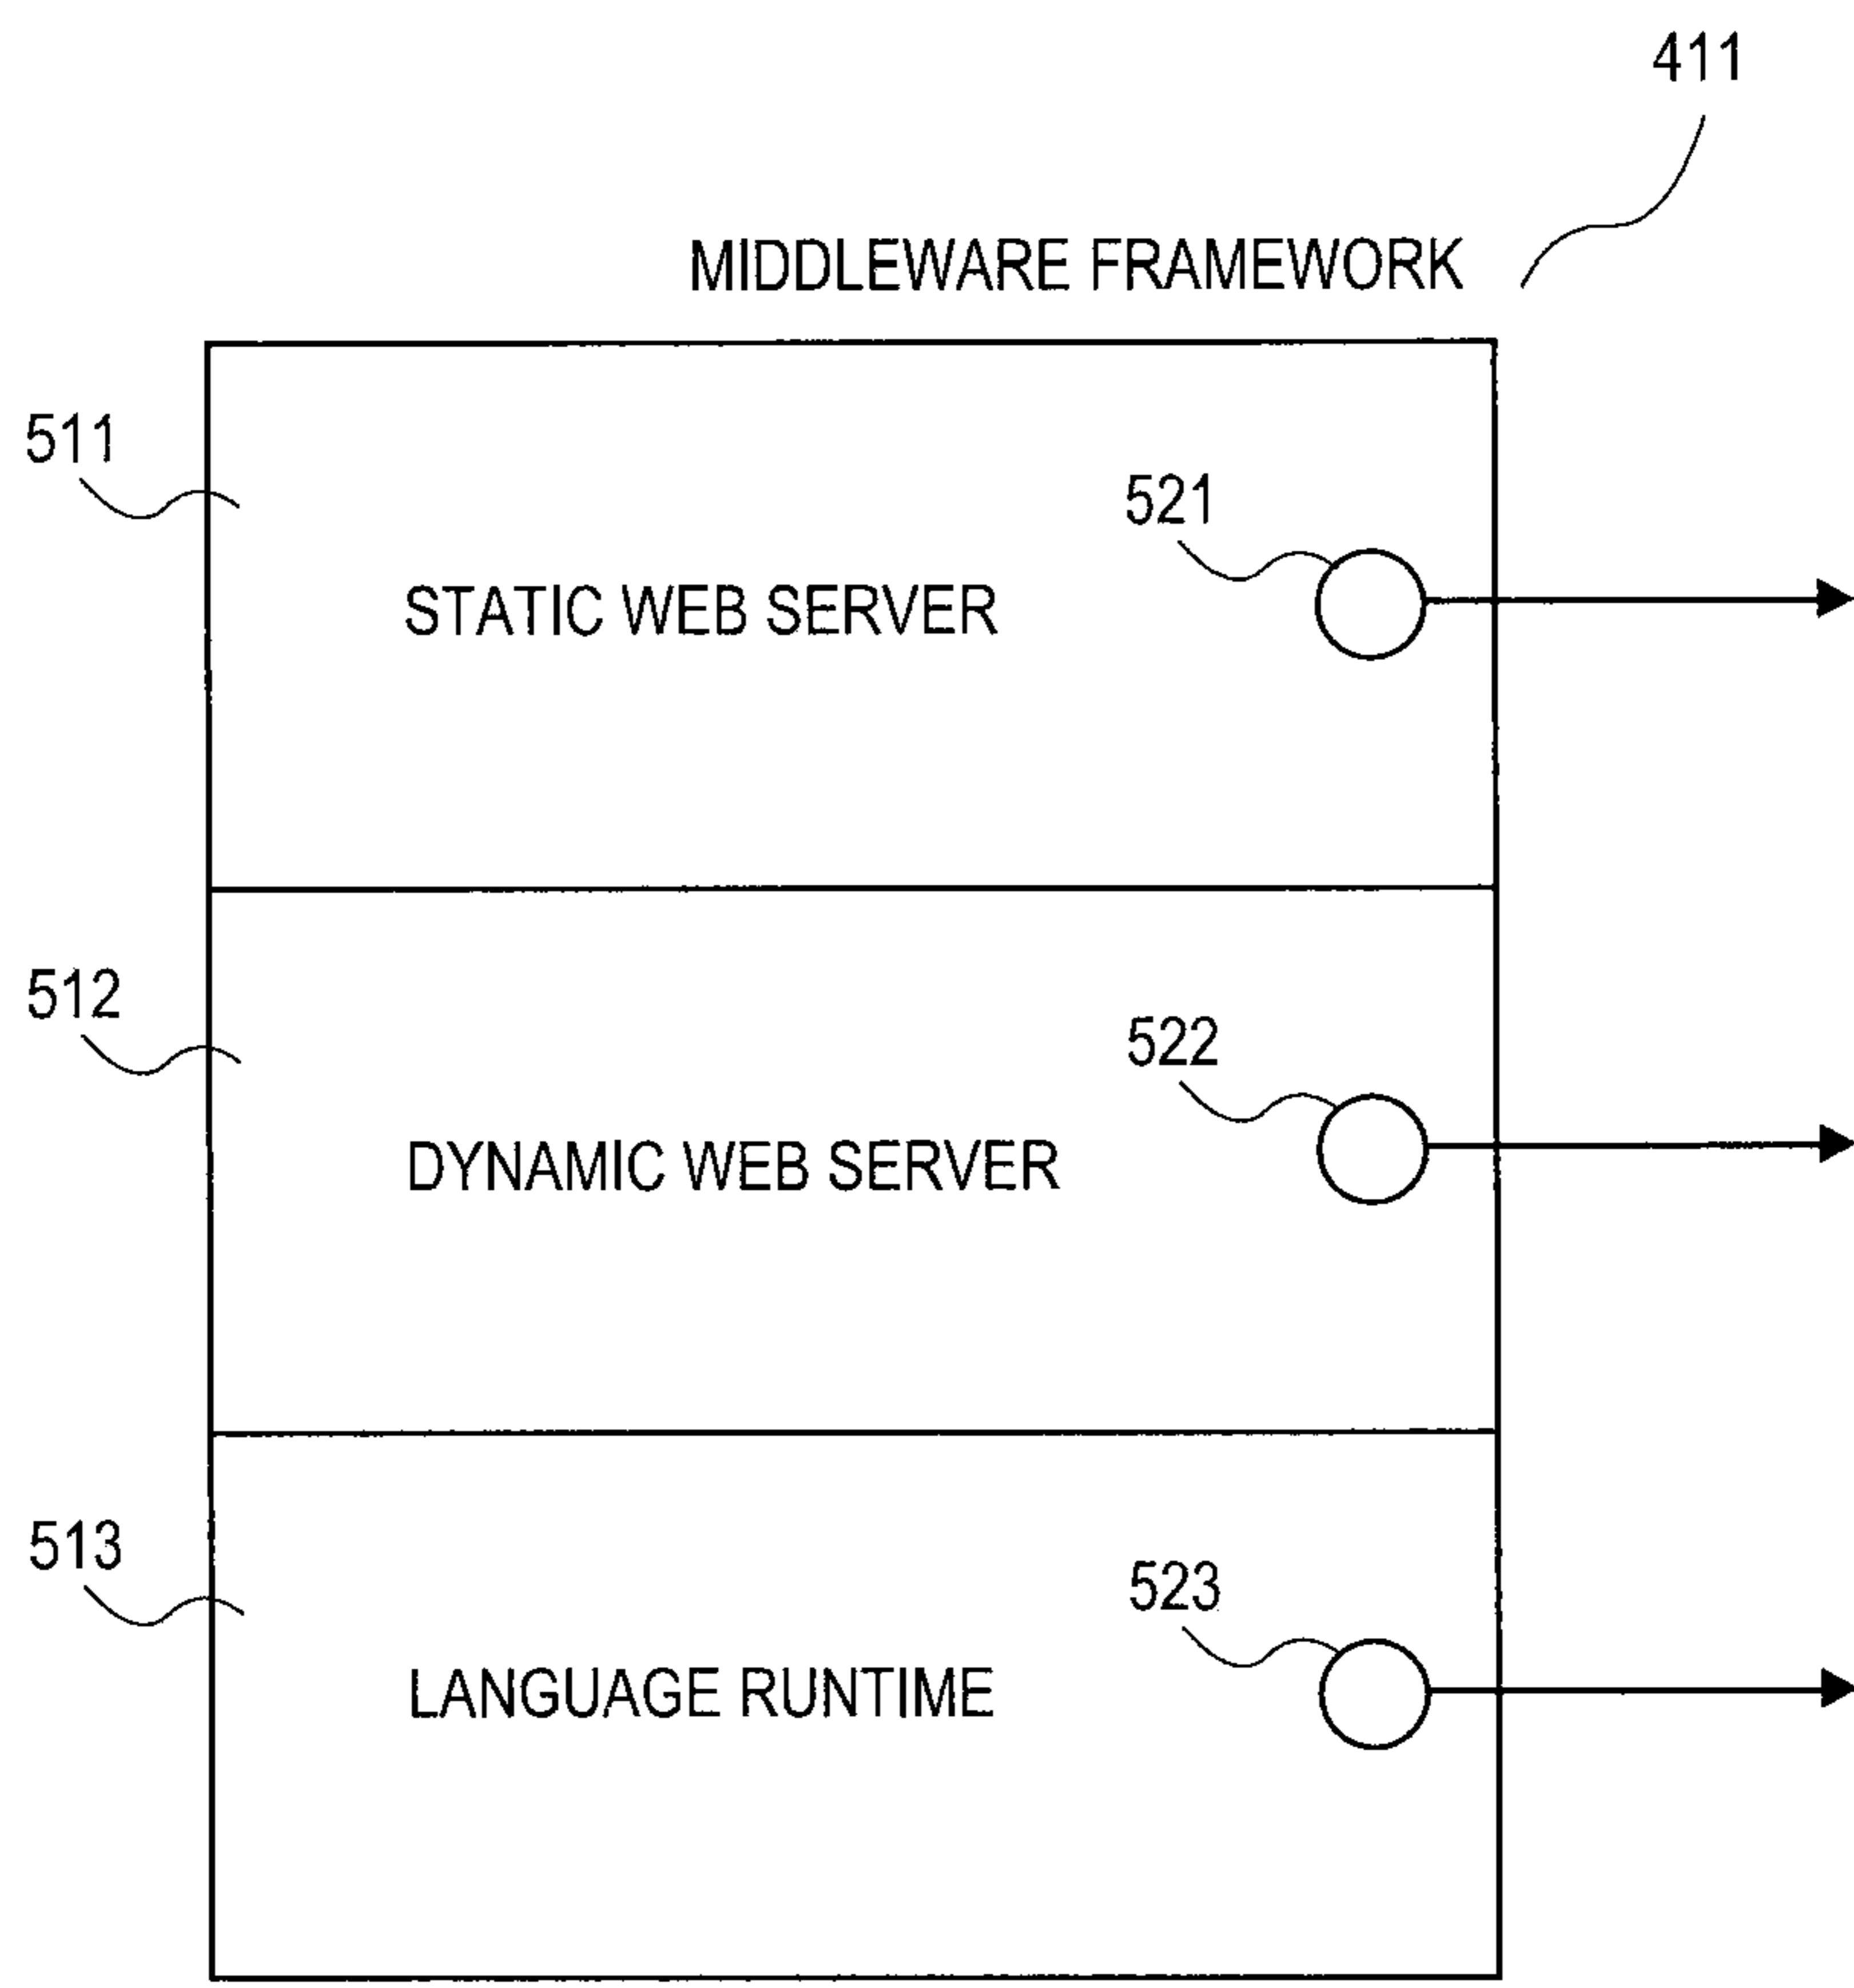 411
MIDDLEWARE FRAMEWORK
511
521
STATIC WEB SERVER
512
522
DYNAMIC WEB SERVER
513
523
LANGUAGE RUNTIME